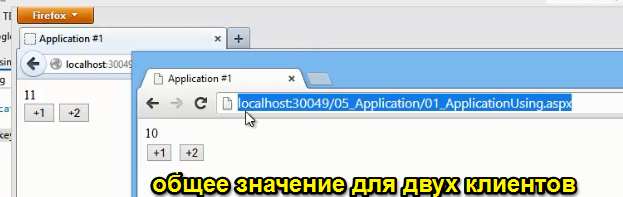 Firefox
Application #1
localhost:30049
11
+1 +2
Application #1
localhost:30049/05_Application/01_ApplicationUsing.aspx
10
+1 +2
общее значение для двух клиентов